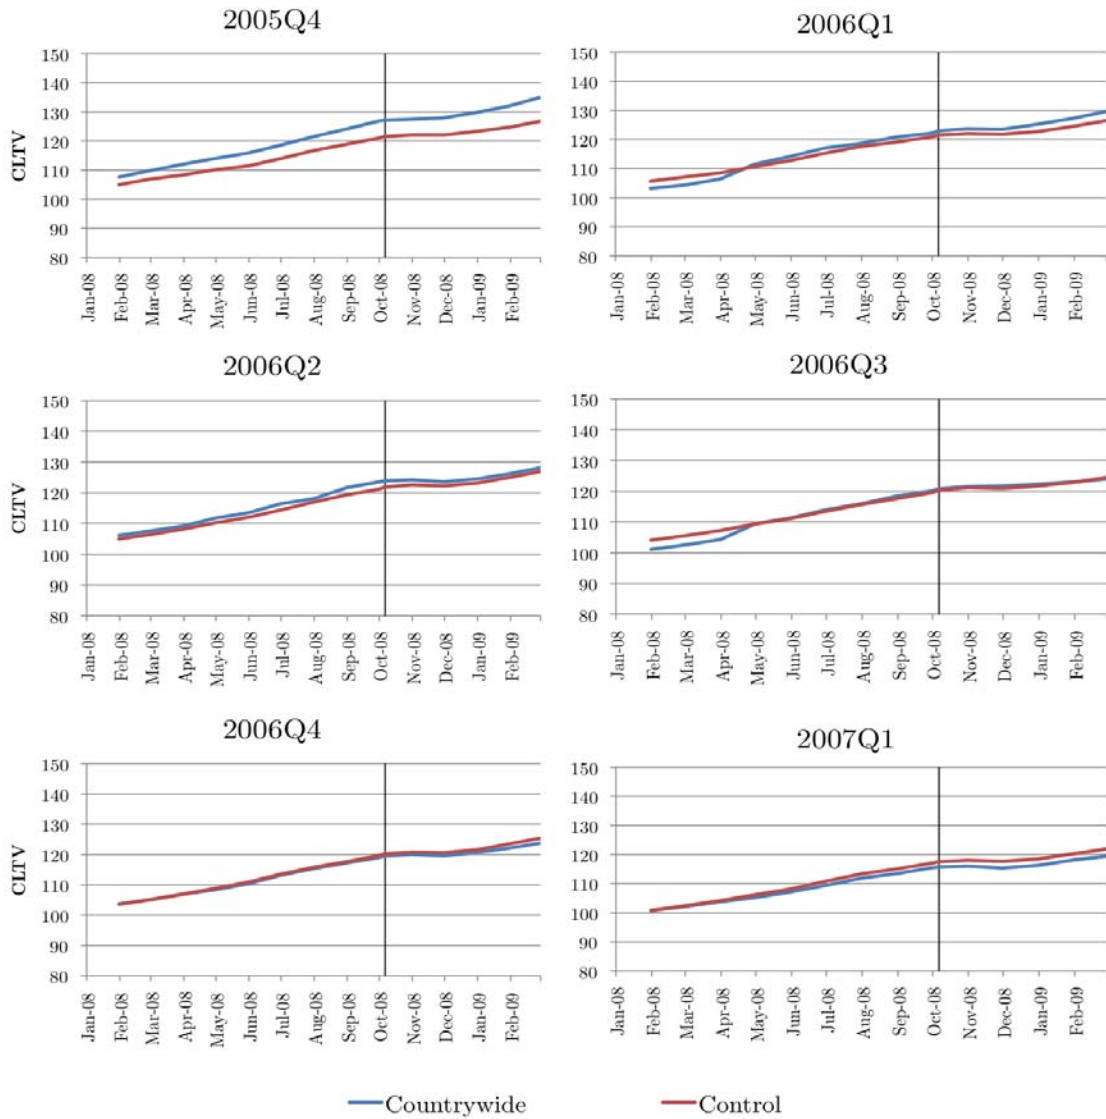 2005Q4
150
140
130
120
110
100
90
80
CLTV
Jan-08
Feb-08
Mar-08
Apr-08
May-08
Jun-08
Jul-08
Aug-08
Sep-08
Oct-08
Nov-08
Dec-08
Jan-09
Feb-09
2006Q1
150
140
130
120
110
100
90
80
Jan-08
Feb-08
Mar-08
Apr-08
May-08
Jun-08
Jul-08
Aug-08
Sep-08
Oct-08
Nov-08
Dec-08
Jan-09
Feb-09
2006Q2
150
140
130
120
110
100
90
80
CLTV
Jan-08
Feb-08
Mar-08
Apr-08
May-08
Jun-08
Jul-08
Aug-08
Sep-08
Oct-08
Nov-08
Dec-08
Jan-09
Feb-09
2006Q3
150
140
130
120
110
100
90
80
Jan-08
Feb-08
Mar-08
Apr-08
May-08
Jun-08
Jul-08
Aug-08
Sep-08
Oct-08
Nov-08
Dec-08
Jan-09
Feb-09
2006Q4
150
140
130
120
110
100
90
80
CLTV
Jan-08
Feb-08
Mar-08
Apr-08
May-08
Jun-08
Jul-08
Aug-08
Sep-08
Oct-08
Nov-08
Dec-08
Jan-09
Feb-09
2007Q1
150
140
130
120
110
100
90
80
Jan-08
Feb-08
Mar-08
Apr-08
May-08
Jun-08
Jul-08
Aug-08
Sep-08
Oct-08
Nov-08
Dec-08
Jan-09
Feb-09
Countrywide
Control